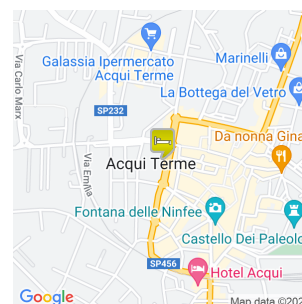 Galassia Ipermercato
Acqui Terme
Marinelli
La Bottega del Vetro
Via Carlo Marx
SP232
Da nonna Gina
Acqui Terme
Via Emilia
Fontana delle Ninfee
Castello Dei Paleolo
SP456
Hotel Acqui
Google
Map data ©202